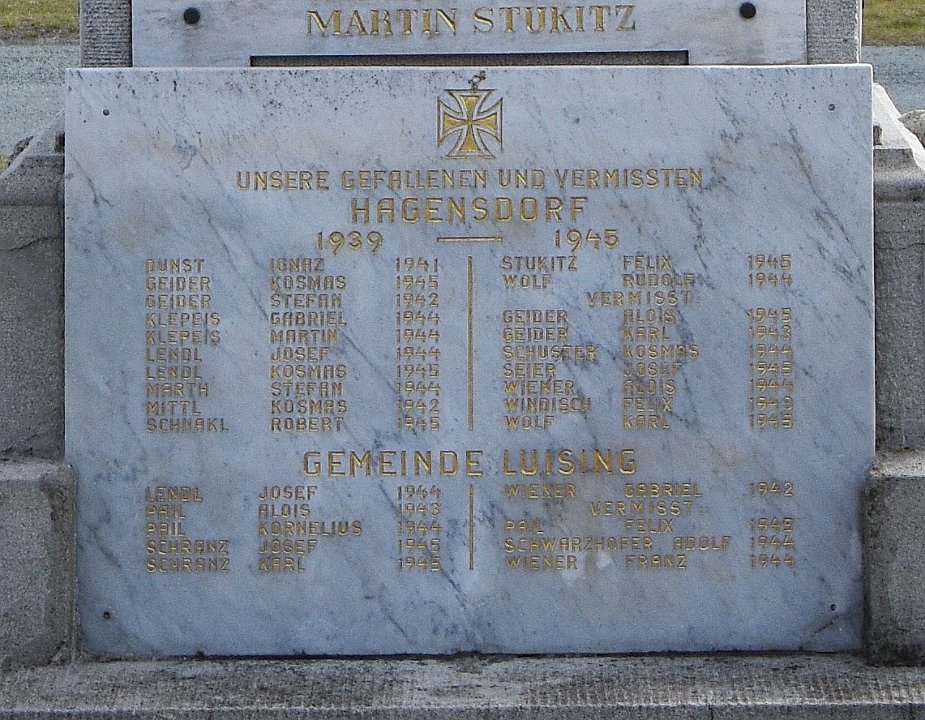 MARTIN STUKITZ
UNSERE GEFALLENEN UND VERMISSTEN
HAGENSDORF
1939 — 1945
DUNST IGNAZ 1941
GEIDER KOSMAS 1945
GEIDER STEFAN 1942
KLEPEIS GABRIEL 1944
KLEPEIS MARTIN 1944
LENDL JOSEF 1944
LENDL KOSMAS 1945
MARTH STEFAN 1944
MITTL KOSMAS 1942
SCHNAKL ROBERT 1945
STUKITZ FELIX 1945
WOLF RUDOLF 1944
VERMISST
GEIDER ALOIS 1945
GEIDER KARL 1943
SCHUSTER KOSMAS 1944
SEIER JOSEF 1945
WIENER ALOIS 1944
WINDISCH FELIX 1943
WOLF KARL 1945
GEMEINDE LUISING
LENDL JOSEF 1944
PAIL ALOIS 1943
PAIL KORNELIUS 1944
SCHRANZ JOSEF 1945
SCHRANZ KARL 1945
WIENER GABRIEL 1942
VERMISST
PAIL FELIX 1945
SCHWARZHOFER ADOLF 1944
WIENER FRANZ 1944